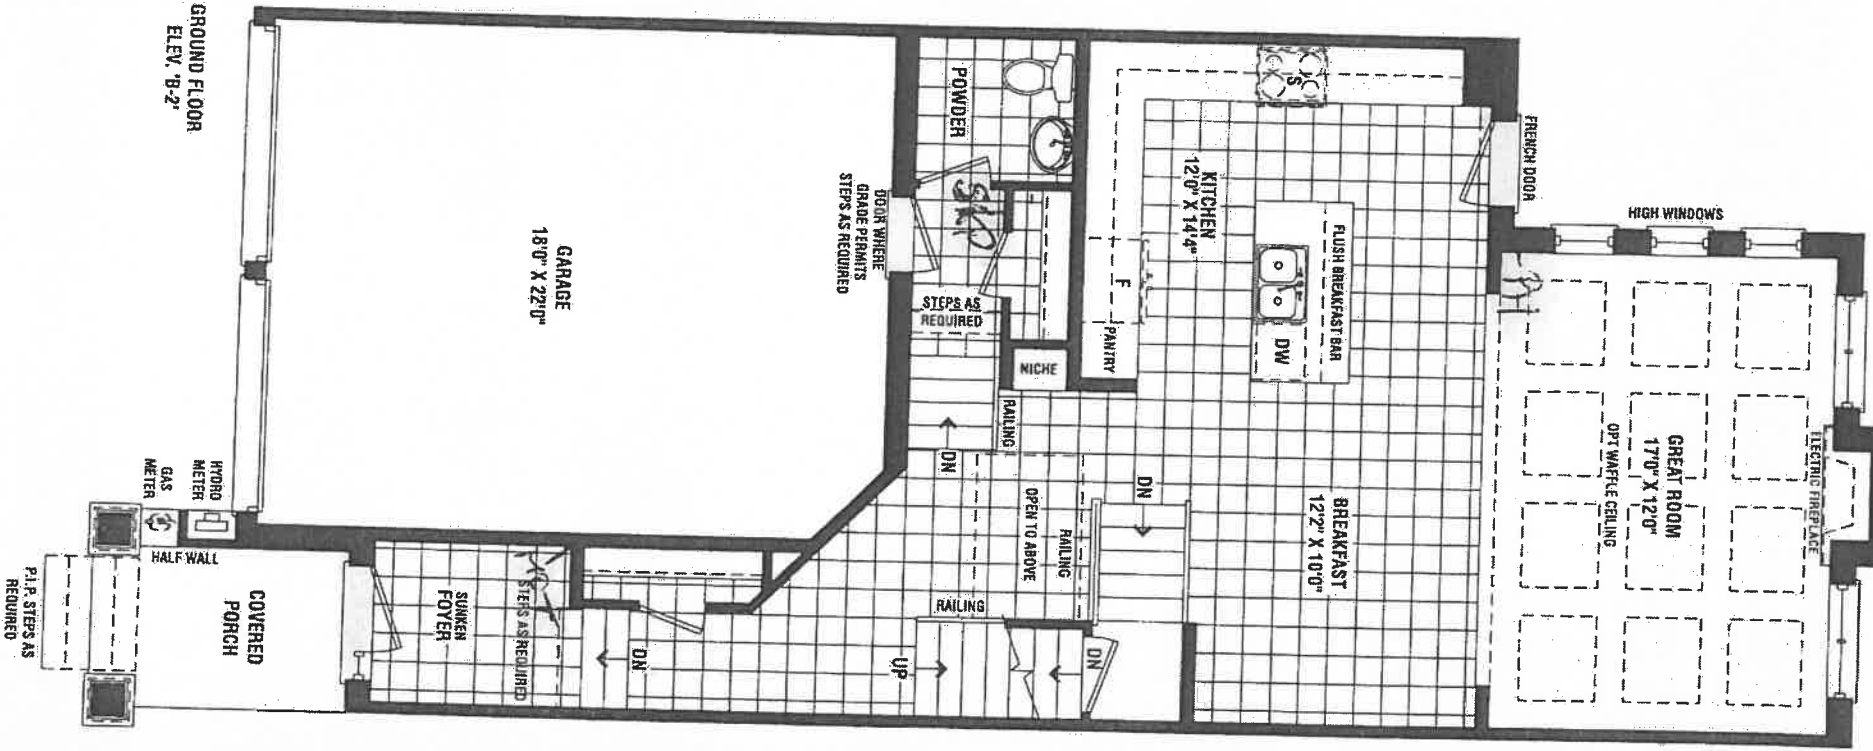 GROUND FLOOR
ELEV. 'B-2'
GARAGE
18'0" X 22'0"
DOOR WHERE
GRADE PERMITS
STEPS AS REQUIRED
POWDER
STEPS AS
REQUIRED
NICHE
RAILING
DN
KITCHEN
12'0" X 14'4"
S
F
PANTRY
FLUSH BREAKFAST BAR
DW
FRENCH DOOR
HIGH WINDOWS
GREAT ROOM
17'0" X 12'0"
OPT WAFFLE CEILING
ELECTRIC FIREPLACE
BREAKFAST
12'2" X 10'0"
DN
RAILING
OPEN TO ABOVE
RAILING
DN
UP
DN
SUNKEN
FOYER
STEPS AS REQUIRED
COVERED
PORCH
HALF WALL
HYDRO
METER
GAS
METER
P.I.P. STEPS AS
REQUIRED